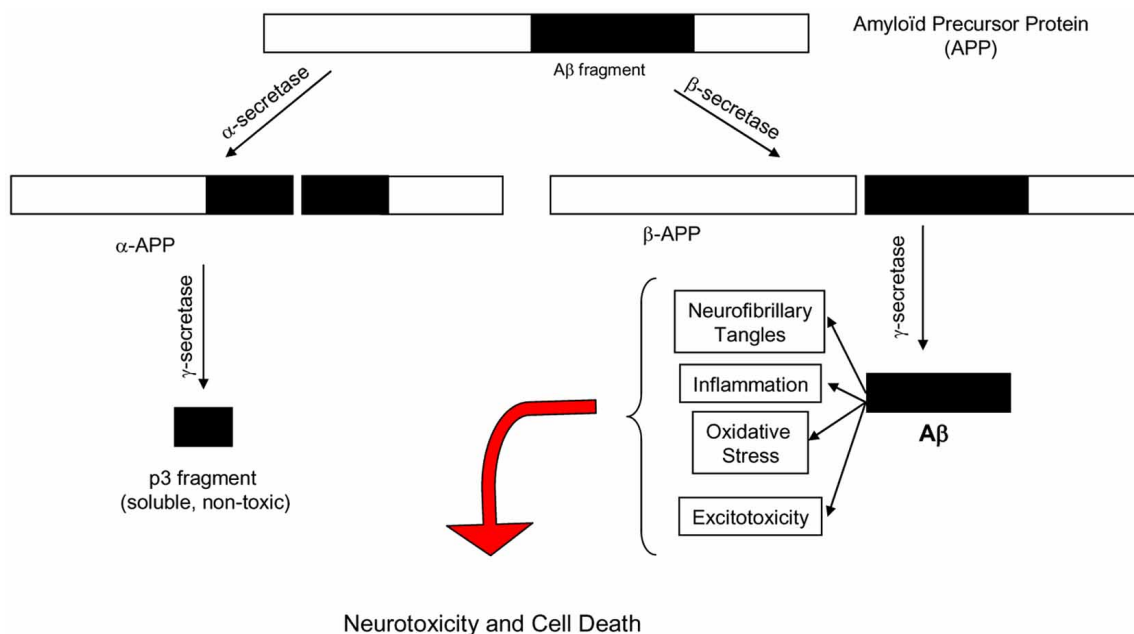 Amyloïd Precursor Protein
(APP)
Aβ fragment
α-secretase
β-secretase
α-APP
β-APP
γ-secretase
γ-secretase
Neurofibrillary
Tangles
Inflammation
Oxidative
Stress
Excitotoxicity
Aβ
p3 fragment
(soluble, non-toxic)
Neurotoxicity and Cell Death